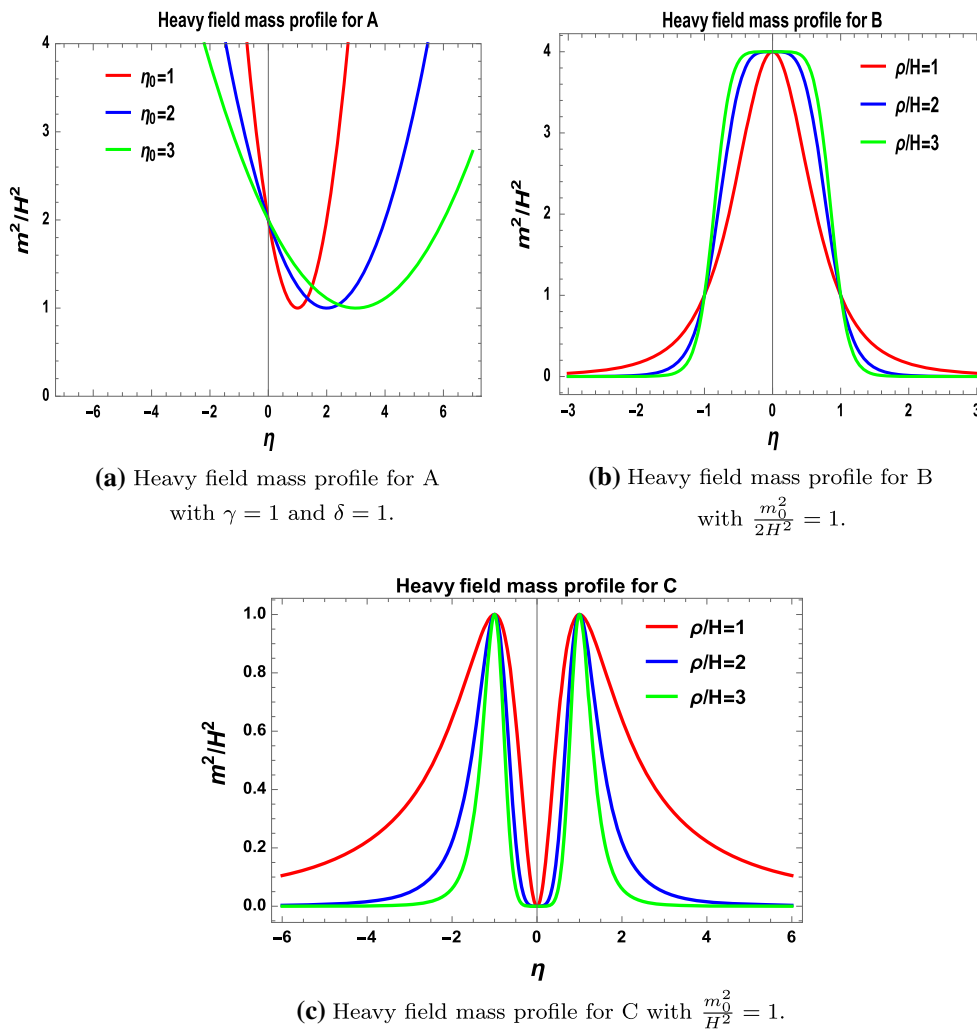 Heavy field mass profile for A
η₀=1
η₀=2
η₀=3
m²/H²
4
3
2
1
0
−6 −4 −2 0 2 4 6
η
(a) Heavy field mass profile for A
with γ = 1 and δ = 1.
Heavy field mass profile for B
ρ/H=1
ρ/H=2
ρ/H=3
m²/H²
4
3
2
1
0
−3 −2 −1 0 1 2 3
η
(b) Heavy field mass profile for B
with m₀²/2H² = 1.
Heavy field mass profile for C
ρ/H=1
ρ/H=2
ρ/H=3
m²/H²
1.0
0.8
0.6
0.4
0.2
0.0
−6 −4 −2 0 2 4 6
η
(c) Heavy field mass profile for C with m₀²/H² = 1.